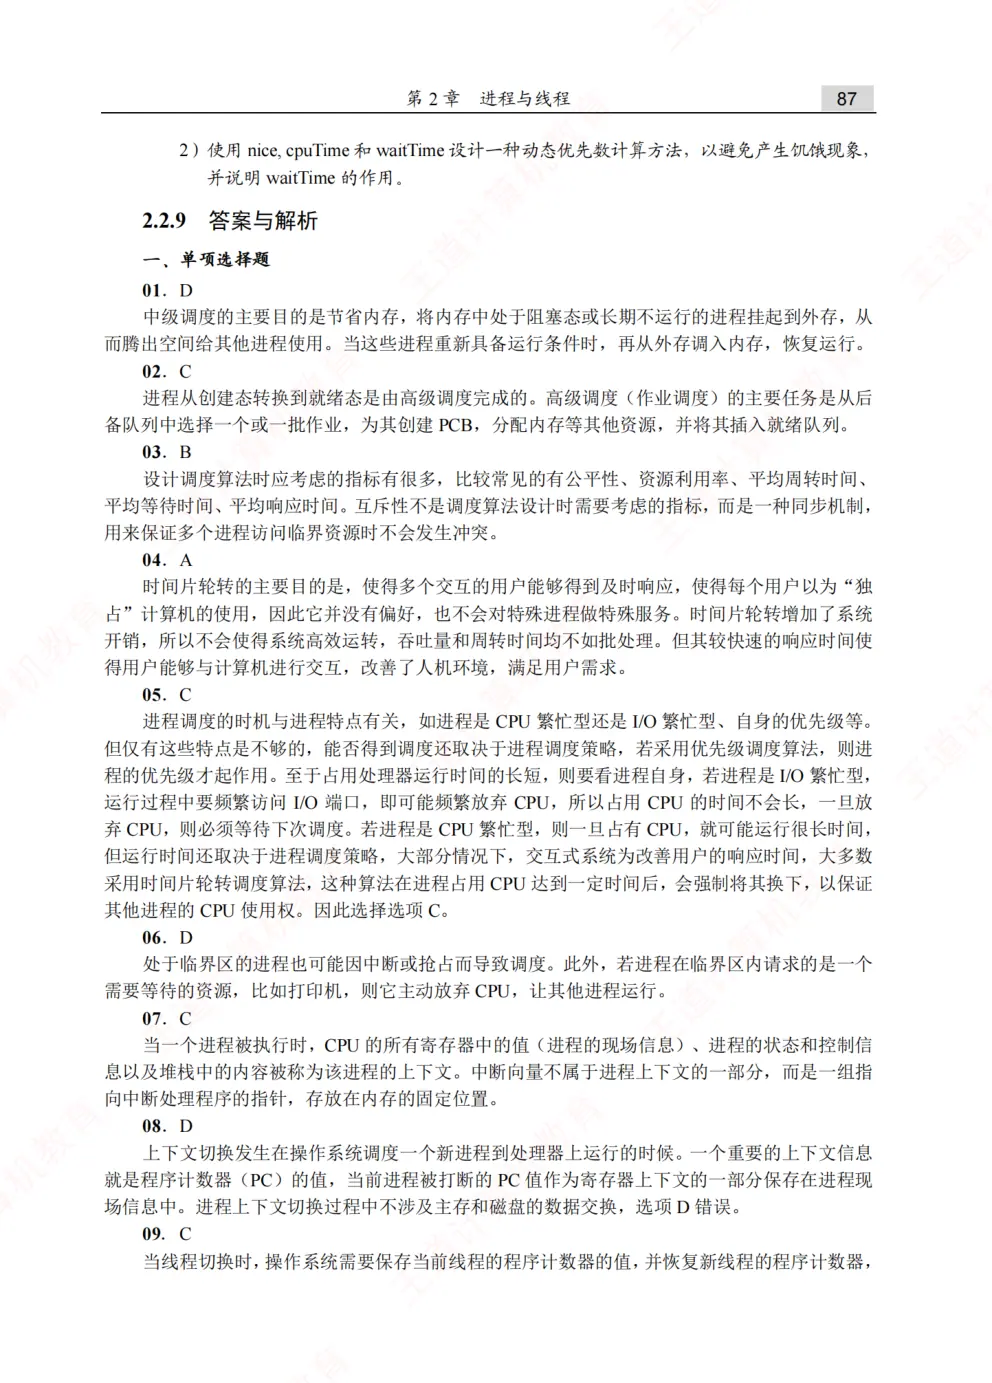 第 2 章 进程与线程 87
2）使用 nice, cpuTime 和 waitTime 设计一种动态优先数计算方法，以避免产生饥饿现象，
并说明 waitTime 的作用。
2.2.9 答案与解析
一、单项选择题
01．D
中级调度的主要目的是节省内存，将内存中处于阻塞态或长期不运行的进程挂起到外存，从
而腾出空间给其他进程使用。当这些进程重新具备运行条件时，再从外存调入内存，恢复运行。
02．C
进程从创建态转换到就绪态是由高级调度完成的。高级调度（作业调度）的主要任务是从后
备队列中选择一个或一批作业，为其创建 PCB，分配内存等其他资源，并将其插入就绪队列。
03．B
设计调度算法时应考虑的指标有很多，比较常见的有公平性、资源利用率、平均周转时间、
平均等待时间、平均响应时间。互斥性不是调度算法设计时需要考虑的指标，而是一种同步机制，
用来保证多个进程访问临界资源时不会发生冲突。
04．A
时间片轮转的主要目的是，使得多个交互的用户能够得到及时响应，使得每个用户以为“独
占”计算机的使用，因此它并没有偏好，也不会对特殊进程做特殊服务。时间片轮转增加了系统
开销，所以不会使得系统高效运转，吞吐量和周转时间均不如批处理。但其较快速的响应时间使
得用户能够与计算机进行交互，改善了人机环境，满足用户需求。
05．C
进程调度的时机与进程特点有关，如进程是 CPU 繁忙型还是 I/O 繁忙型、自身的优先级等。
但仅有这些特点是不够的，能否得到调度还取决于进程调度策略，若采用优先级调度算法，则进
程的优先级才起作用。至于占用处理器运行时间的长短，则要看进程自身，若进程是 I/O 繁忙型，
运行过程中要频繁访问 I/O 端口，即可能频繁放弃 CPU，所以占用 CPU 的时间不会长，一旦放
弃 CPU，则必须等待下次调度。若进程是 CPU 繁忙型，则一旦占有 CPU，就可能运行很长时间，
但运行时间还取决于进程调度策略，大部分情况下，交互式系统为改善用户的响应时间，大多数
采用时间片轮转调度算法，这种算法在进程占用 CPU 达到一定时间后，会强制将其换下，以保证
其他进程的 CPU 使用权。因此选择选项 C。
06．D
处于临界区的进程也可能因中断或抢占而导致调度。此外，若进程在临界区内请求的是一个
需要等待的资源，比如打印机，则它主动放弃 CPU，让其他进程运行。
07．C
当一个进程被执行时，CPU 的所有寄存器中的值（进程的现场信息）、进程的状态和控制信
息以及堆栈中的内容被称为该进程的上下文。中断向量不属于进程上下文的一部分，而是一组指
向中断处理程序的指针，存放在内存的固定位置。
08．D
上下文切换发生在操作系统调度一个新进程到处理器上运行的时候。一个重要的上下文信息
就是程序计数器（PC）的值，当前进程被打断的 PC 值作为寄存器上下文的一部分保存在进程现
场信息中。进程上下文切换过程中不涉及主存和磁盘的数据交换，选项 D 错误。
09．C
当线程切换时，操作系统需要保存当前线程的程序计数器的值，并恢复新线程的程序计数器，